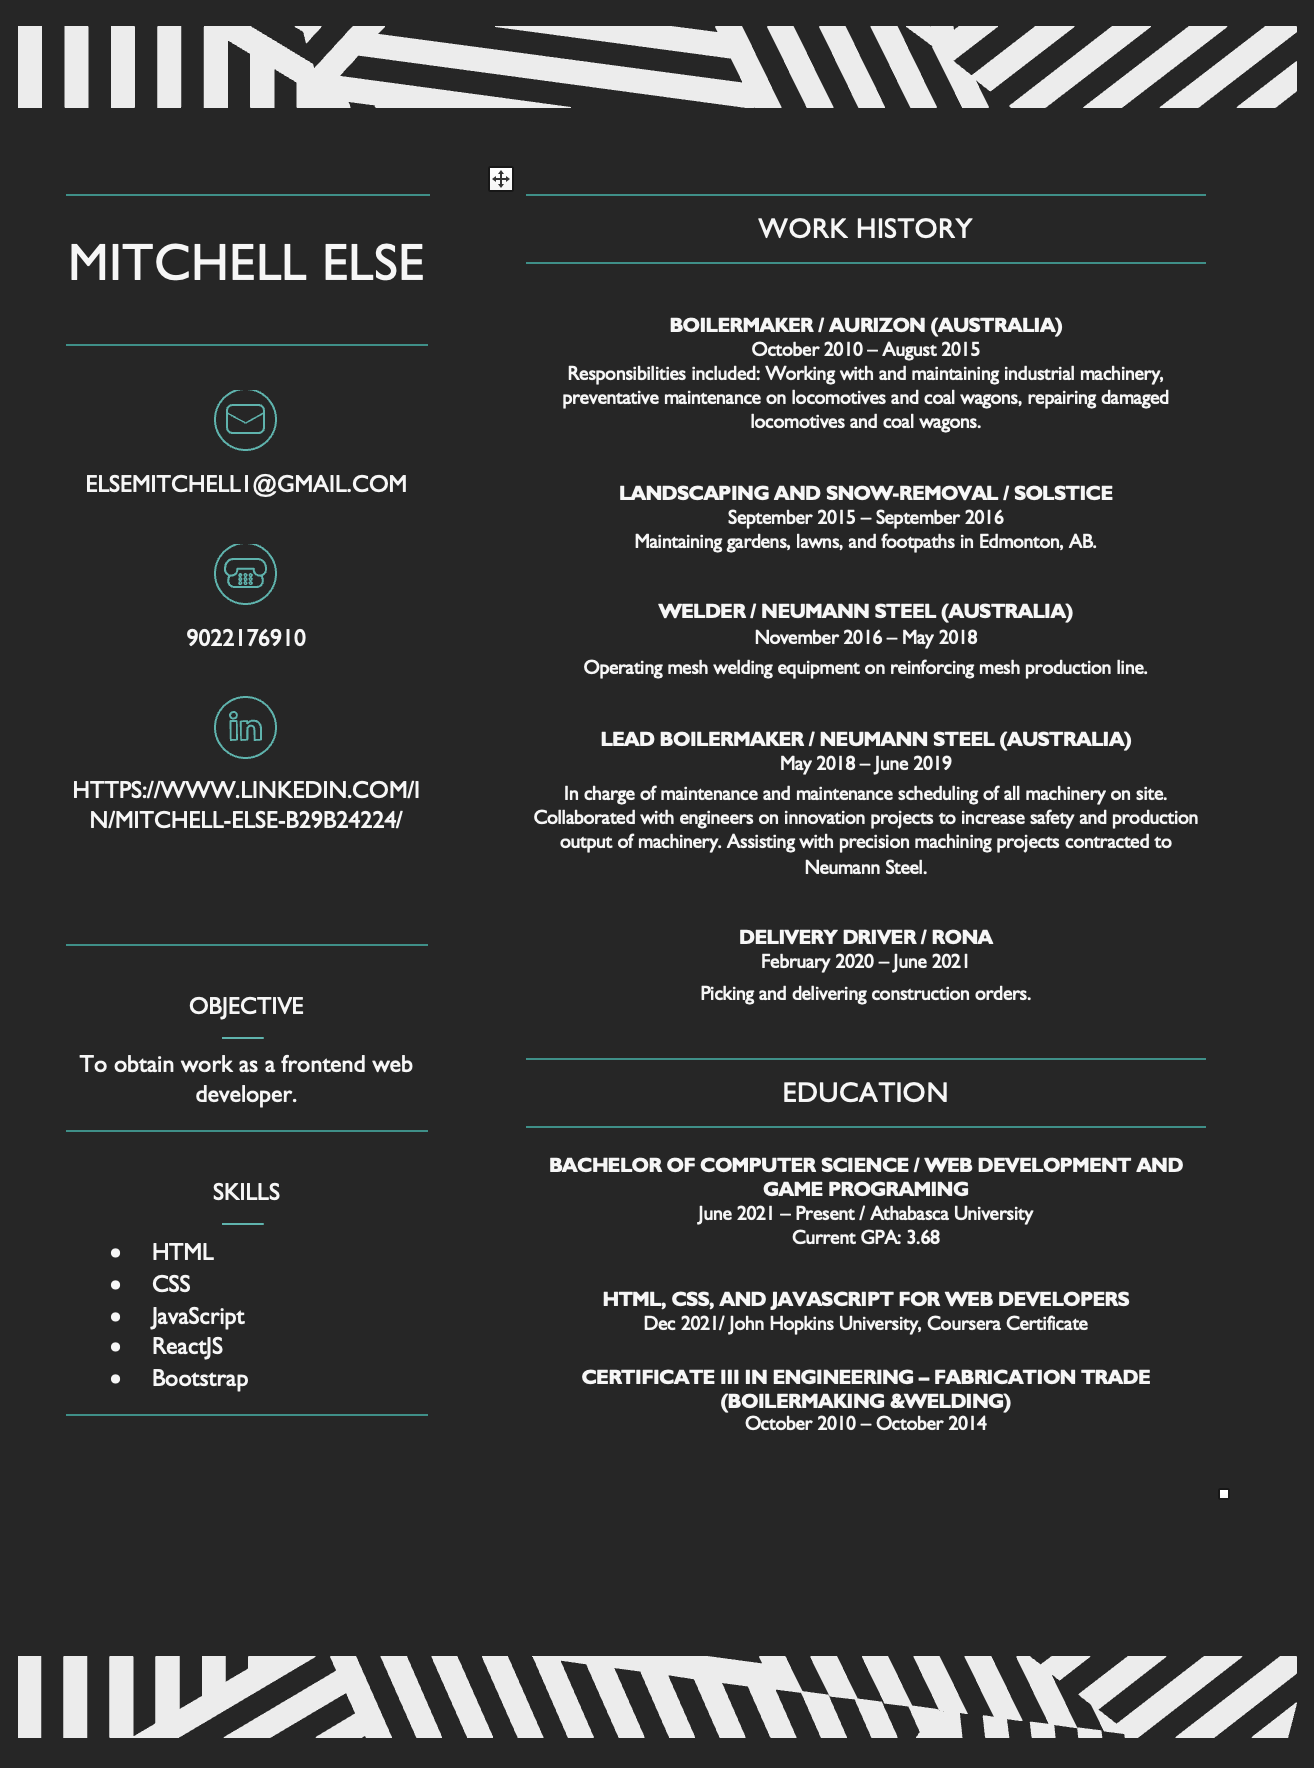 MITCHELL ELSE
ELSEMITCHELL1@GMAIL.COM
9022176910
in
HTTPS://WWW.LINKEDIN.COM/I
N/MITCHELL-ELSE-B29B24224/
OBJECTIVE
To obtain work as a frontend web
developer.
SKILLS
• HTML
• CSS
• JavaScript
• ReactJS
• Bootstrap
WORK HISTORY
BOILERMAKER / AURIZON (AUSTRALIA)
October 2010 – August 2015
Responsibilities included: Working with and maintaining industrial machinery,
preventative maintenance on locomotives and coal wagons, repairing damaged
locomotives and coal wagons.
LANDSCAPING AND SNOW-REMOVAL / SOLSTICE
September 2015 – September 2016
Maintaining gardens, lawns, and footpaths in Edmonton, AB.
WELDER / NEUMANN STEEL (AUSTRALIA)
November 2016 – May 2018
Operating mesh welding equipment on reinforcing mesh production line.
LEAD BOILERMAKER / NEUMANN STEEL (AUSTRALIA)
May 2018 – June 2019
In charge of maintenance and maintenance scheduling of all machinery on site.
Collaborated with engineers on innovation projects to increase safety and production
output of machinery. Assisting with precision machining projects contracted to
Neumann Steel.
DELIVERY DRIVER / RONA
February 2020 – June 2021
Picking and delivering construction orders.
EDUCATION
BACHELOR OF COMPUTER SCIENCE / WEB DEVELOPMENT AND
GAME PROGRAMING
June 2021 – Present / Athabasca University
Current GPA: 3.68
HTML, CSS, AND JAVASCRIPT FOR WEB DEVELOPERS
Dec 2021/ John Hopkins University, Coursera Certificate
CERTIFICATE III IN ENGINEERING – FABRICATION TRADE
(BOILERMAKING &WELDING)
October 2010 – October 2014